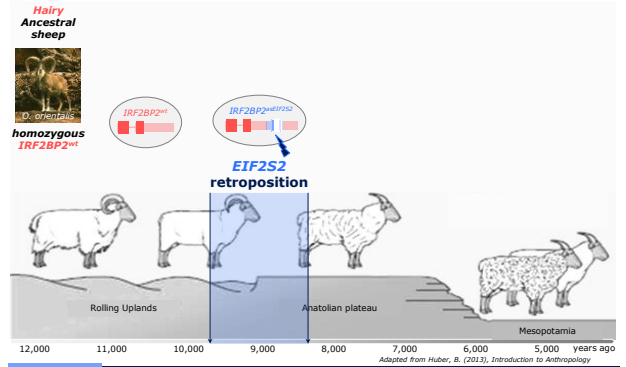 Hairy
Ancestral
sheep
O. orientalis
homozygous
IRF2BP2wt
IRF2BP2wt
IRF2BP2asEIF2S2
EIF2S2
retroposition
Rolling Uplands
Anatolian plateau
Mesopotamia
12,000 11,000 10,000 9,000 8,000 7,000 6,000 5,000 years ago
Adapted from Huber, B. (2013), Introduction to Anthropology